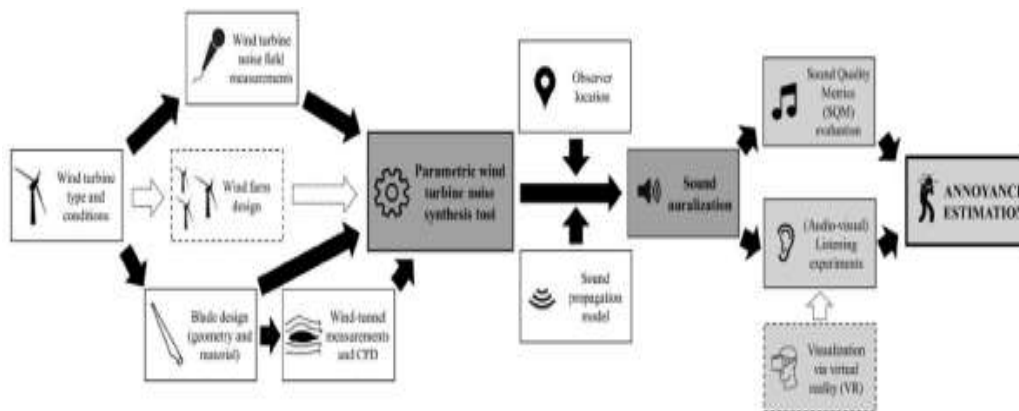 Wind turbine
noise field
measurements
Wind turbine
type and
conditions
Wind farm
design
Blade design
(geometry and
material)
Wind-tunnel
measurements
and CFD
Parametric wind
turbine noise
synthesis tool
Observer
location
Sound
propagation
model
Sound
auralization
Sound Quality
Metrics
(SQM)
evaluation
(Audio-visual)
Listening
experiments
Visualization
via virtual
reality (VR)
ANNOYANCE
ESTIMATION